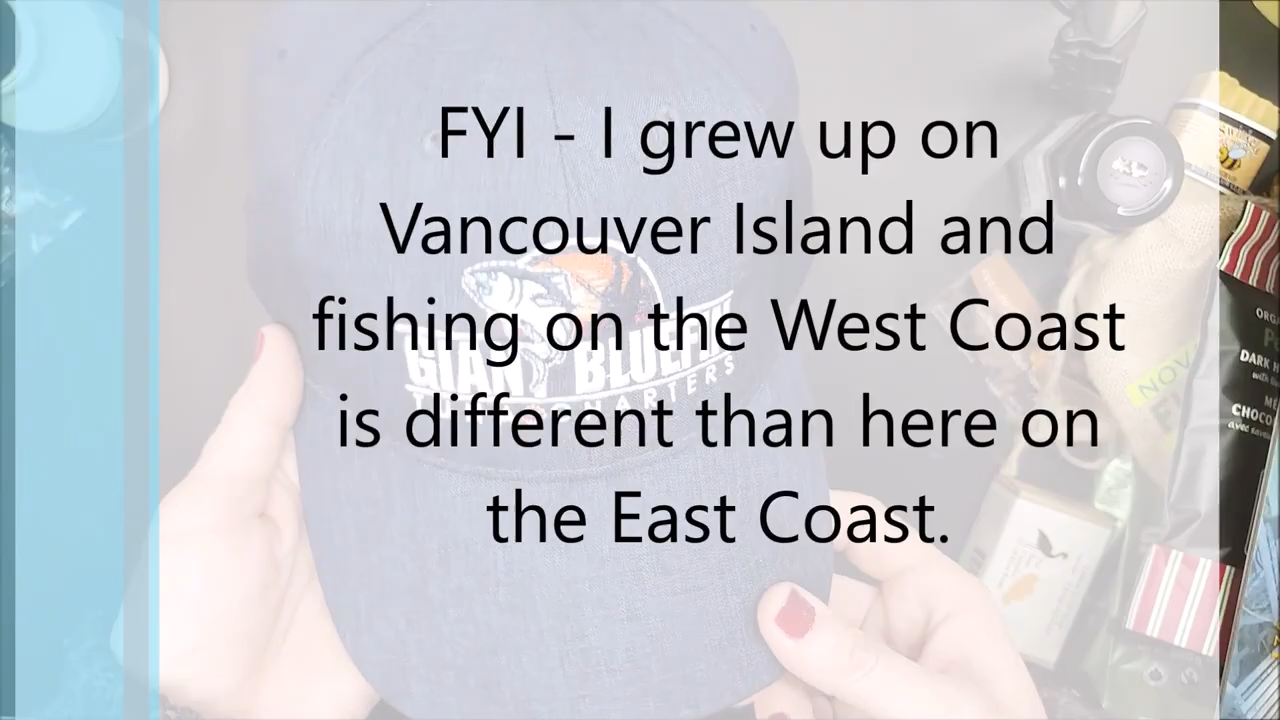 FYI - I grew up on
Vancouver Island and
fishing on the West Coast
is different than here on
the East Coast.
GIANT BLUEFIN
TUNA CHARTERS
DARK
CHOCO